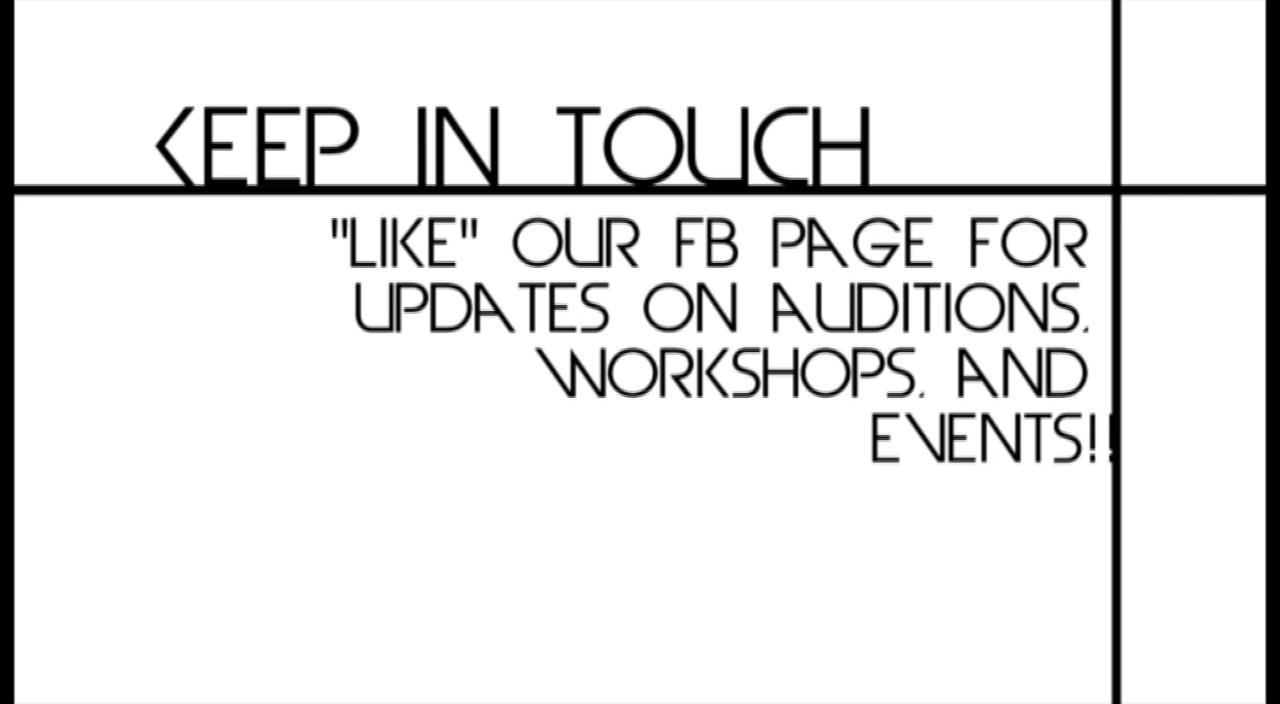 KEEP IN TOUCH
"LIKE" OUR FB PAGE FOR
UPDATES ON AUDITIONS,
WORKSHOPS, AND
EVENTS!!